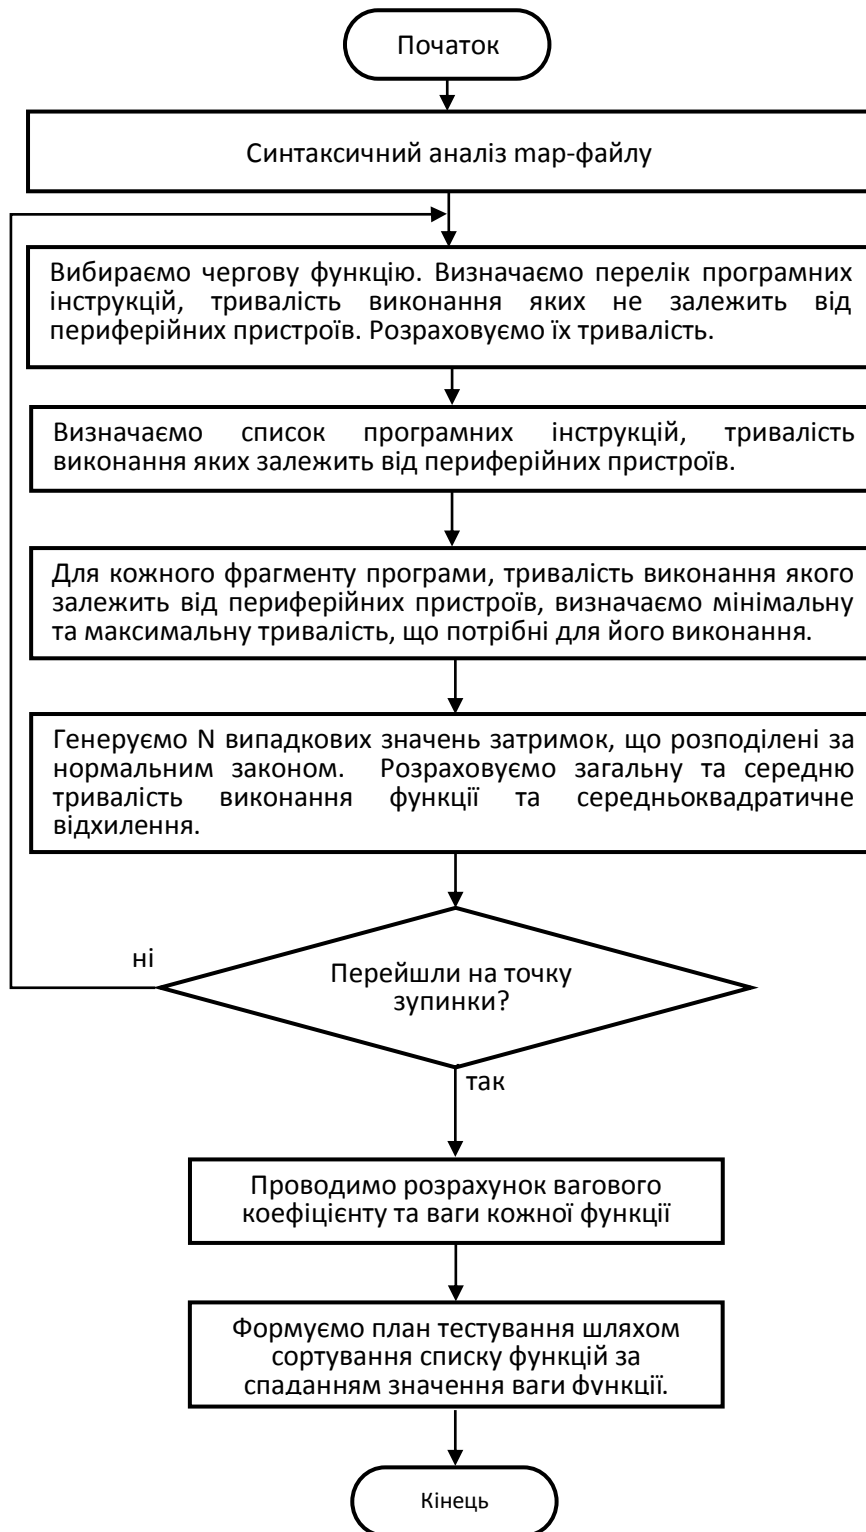 Початок
Синтаксичний аналіз map-файлу
Вибираємо чергову функцію. Визначаємо перелік програмних
інструкцій, тривалість виконання яких не залежить від
периферійних пристроїв. Розраховуємо їх тривалість.
Визначаємо список програмних інструкцій, тривалість
виконання яких залежить від периферійних пристроїв.
Для кожного фрагменту програми, тривалість виконання якого
залежить від периферійних пристроїв, визначаємо мінімальну
та максимальну тривалість, що потрібні для його виконання.
Генеруємо N випадкових значень затримок, що розподілені за
нормальним законом. Розраховуємо загальну та середню
тривалість виконання функції та середньоквадратичне
відхилення.
ні
Перейшли на точку
зупинки?
так
Проводимо розрахунок вагового
коефіцієнту та ваги кожної функції
Формуємо план тестування шляхом
сортування списку функцій за
спаданням значення ваги функції.
Кінець